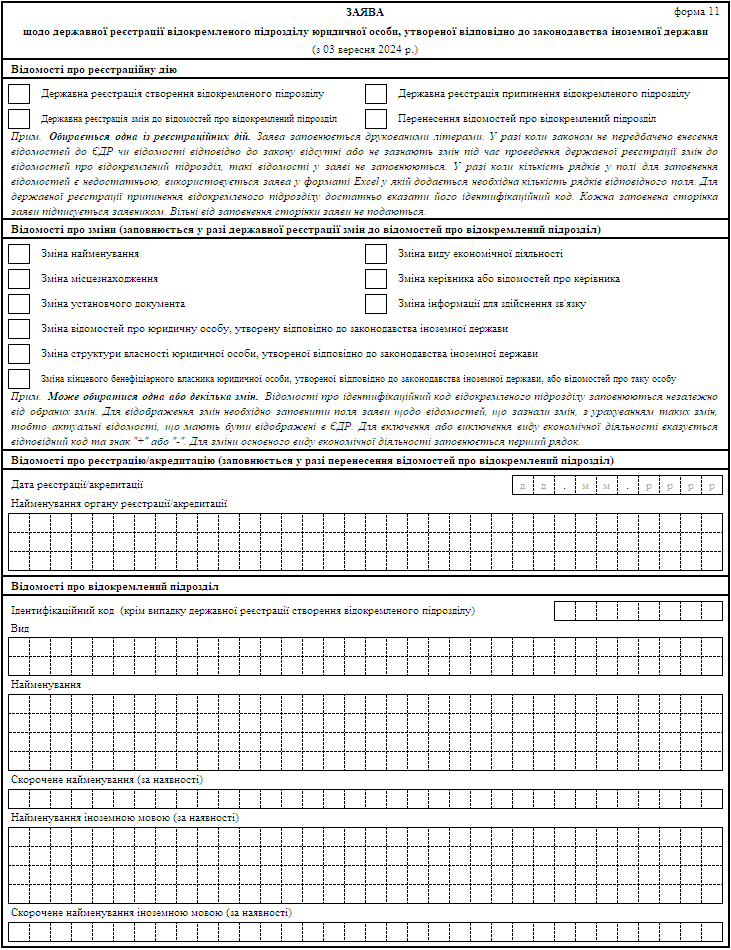 ЗАЯВА форма 11
щодо державної реєстрації відокремленого підрозділу юридичної особи, утвореної відповідно до законодавства іноземної держави
(з 03 вересня 2024 р.)
Відомості про реєстраційну дію
Державна реєстрація створення відокремленого підрозділу Державна реєстрація припинення відокремленого підрозділу
Державна реєстрація змін до відомостей про відокремлений підрозділ Перенесення відомостей про відокремлений підрозділ
Прим. Обирається одна із реєстраційних дій. Заява заповнюється друкованими літерами. У разі коли законом не передбачено внесення
відомостей до ЄДР чи відомості відповідно до закону відсутні або не зазнають змін під час проведення державної реєстрації змін до
відомостей про відокремлений підрозділ, такі відомості у заяві не заповнюються. У разі коли кількість рядків у полі для заповнення
відомостей є недостатньою, використовується заява у форматі Excel у якій додається необхідна кількість рядків відповідного поля. Для
державної реєстрації припинення відокремленого підрозділу достатньо вказати його ідентифікаційний код. Кожна заповнена сторінка
заяви підписується заявником. Вільні від заповнення сторінки заяви не подаються.
Відомості про зміни (заповнюється у разі державної реєстрації змін до відомостей про відокремлений підрозділ)
Зміна найменування Зміна виду економічної діяльності
Зміна місцезнаходження Зміна керівника або відомостей про керівника
Зміна установчого документа Зміна інформації для здійснення зв'язку
Зміна відомостей про юридичну особу, утворену відповідно до законодавства іноземної держави
Зміна структури власності юридичної особи, утвореної відповідно до законодавства іноземної держави
Зміна кінцевого бенефіціарного власника юридичної особи, утвореної відповідно до законодавства іноземної держави, або відомостей про таку особу
Прим. Може обиратися одна або декілька змін. Відомості про ідентифікаційний код відокремленого підрозділу заповнюються незалежно
від обраних змін. Для відображення змін необхідно заповнити поля заяви щодо відомостей, що зазнали змін, з урахуванням таких змін,
тобто актуальні відомості, що мають бути відображені в ЄДР. Для включення або виключення виду економічної діяльності вказується
відповідний код та знак "+" або "-". Для зміни основного виду економічної діяльності заповнюється перший рядок.
Відомості про реєстрацію/акредитацію (заповнюється у разі перенесення відомостей про відокремлений підрозділ)
Дата реєстрації/акредитації д д . м м . р р р р
Найменування органу реєстрації/акредитації
Відомості про відокремлений підрозділ
Ідентифікаційний код (крім випадку державної реєстрації створення відокремленого підрозділу)
Вид
Найменування
Скорочене найменування (за наявності)
Найменування іноземною мовою (за наявності)
Скорочене найменування іноземною мовою (за наявності)